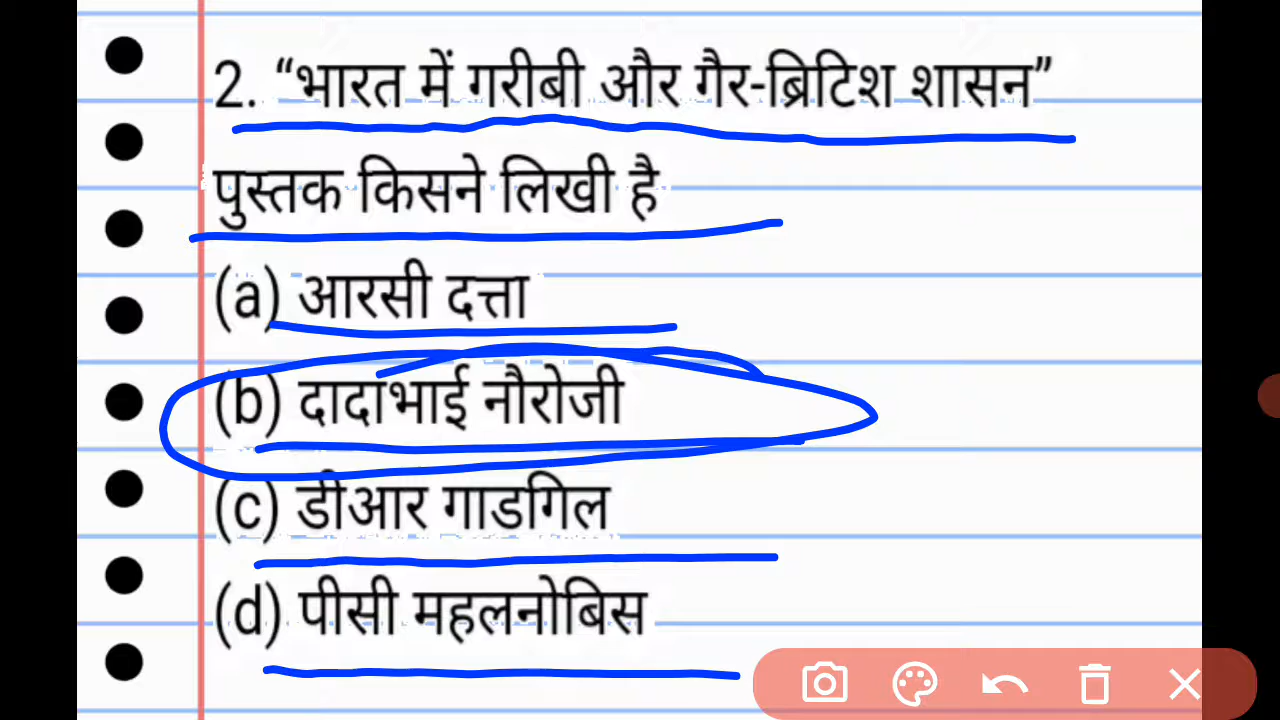 2. “भारत में गरीबी और गैर-ब्रिटिश शासन”
पुस्तक किसने लिखी है
(a) आरसी दत्ता
(b) दादाभाई नौरोजी
(c) डीआर गाडगिल
(d) पीसी महलनोबिस